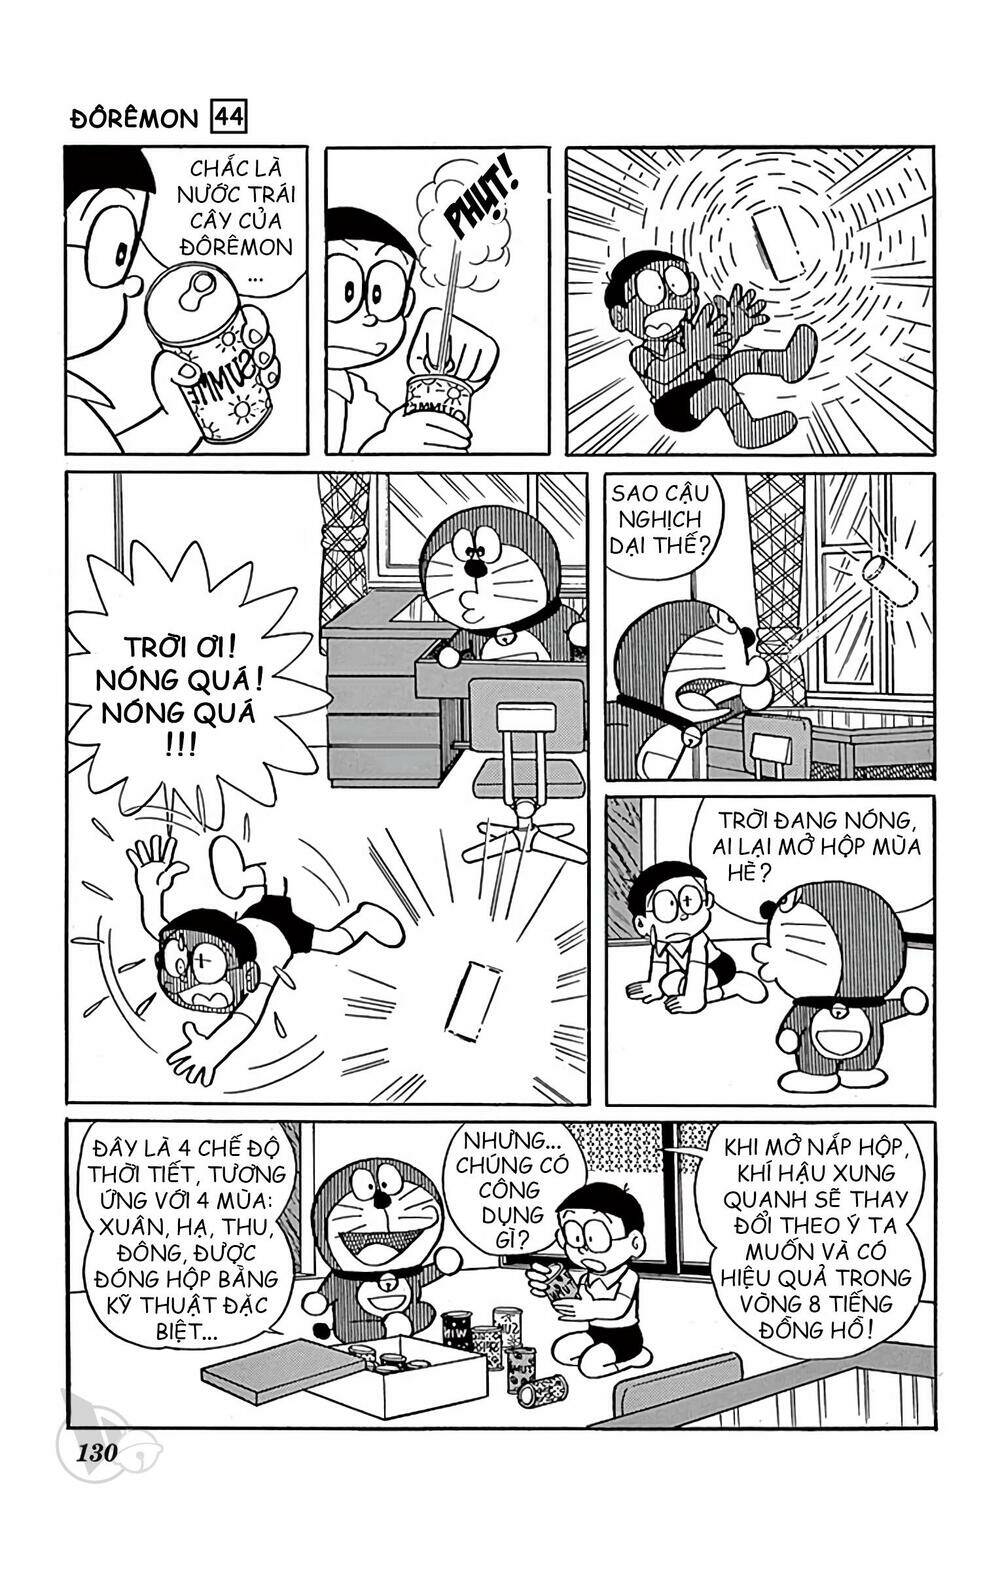 ĐÔRÊMON 44
CHẮC LÀ
NƯỚC TRÁI
CÂY CỦA
ĐÔRÊMON
...
SUMME
PHỤT!
SUMME
TRỜI ƠI!
NÓNG QUÁ!
NÓNG QUÁ
!!!
SAO CẬU
NGHỊCH
DẠI THẾ?
TRỜI ĐANG NÓNG,
AI LẠI MỞ HỘP MÙA
HÈ?
ĐÂY LÀ 4 CHẾ ĐỘ
THỜI TIẾT, TƯƠNG
ỨNG VỚI 4 MÙA:
XUÂN, HẠ, THU,
ĐÔNG, ĐƯỢC
ĐÓNG HỘP BẰNG
KỸ THUẬT ĐẶC
BIỆT...
NHƯNG...
CHÚNG CÓ
CÔNG
DỤNG
GÌ?
KHI MỞ NẮP HỘP,
KHÍ HẬU XUNG
QUANH SẼ THAY
ĐỔI THEO Ý TA
MUỐN VÀ CÓ
HIỆU QUẢ TRONG
VÒNG 8 TIẾNG
ĐỒNG HỒ!
130